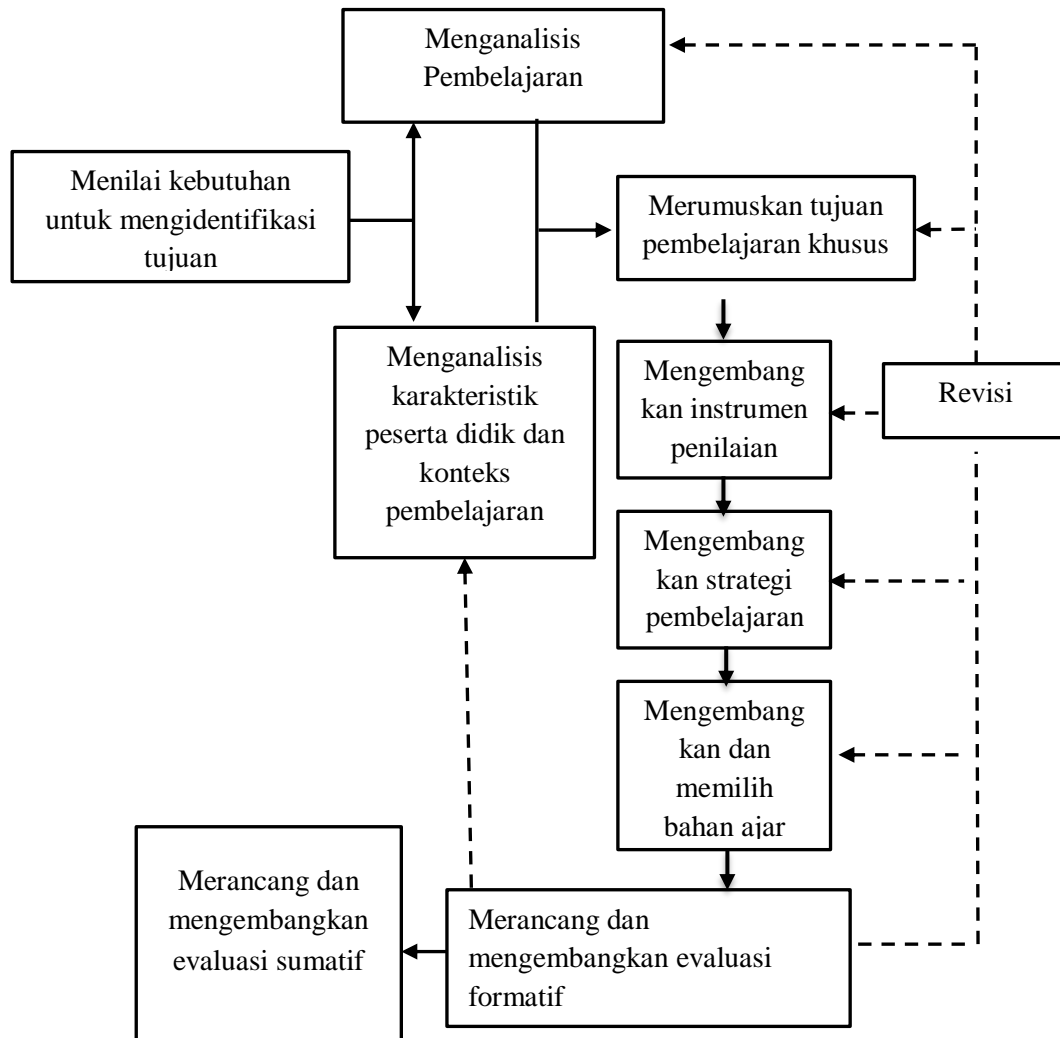 Menganalisis
Pembelajaran
Menilai kebutuhan
untuk mengidentifikasi
tujuan
Merumuskan tujuan
pembelajaran khusus
Menganalisis
karakteristik
peserta didik dan
konteks
pembelajaran
Mengembang
kan instrumen
penilaian
Revisi
Mengembang
kan strategi
pembelajaran
Mengembang
kan dan
memilih
bahan ajar
Merancang dan
mengembangkan
evaluasi sumatif
Merancang dan
mengembangkan evaluasi
formatif